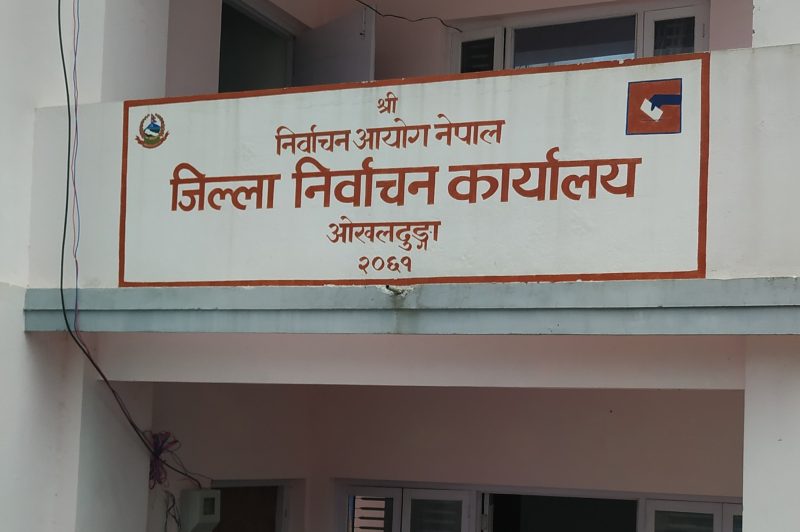 श्री
निर्वाचन आयोग नेपाल
जिल्ला निर्वाचन कार्यालय
ओखलढुङ्गा
२०६१